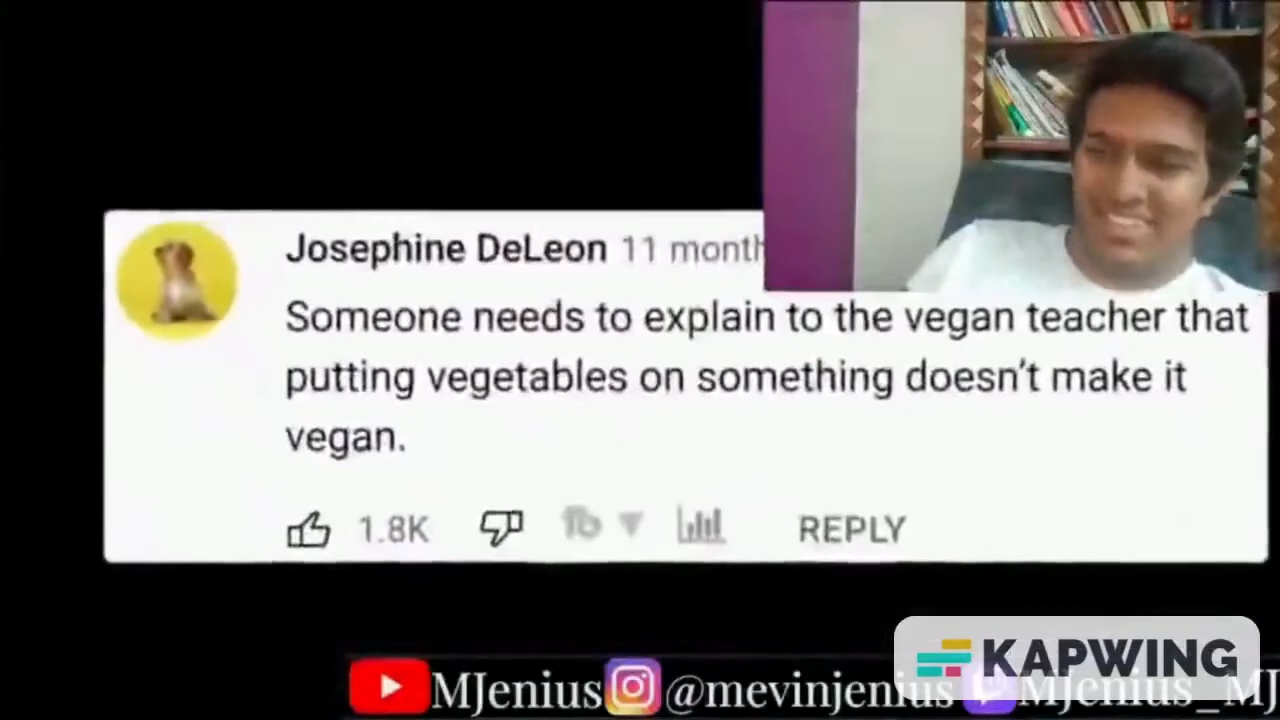 Josephine DeLeon 11 month
Someone needs to explain to the vegan teacher that
putting vegetables on something doesn’t make it
vegan.
1.8K REPLY
KAPWING
MJenius @mevinjenius MJenius_MJ